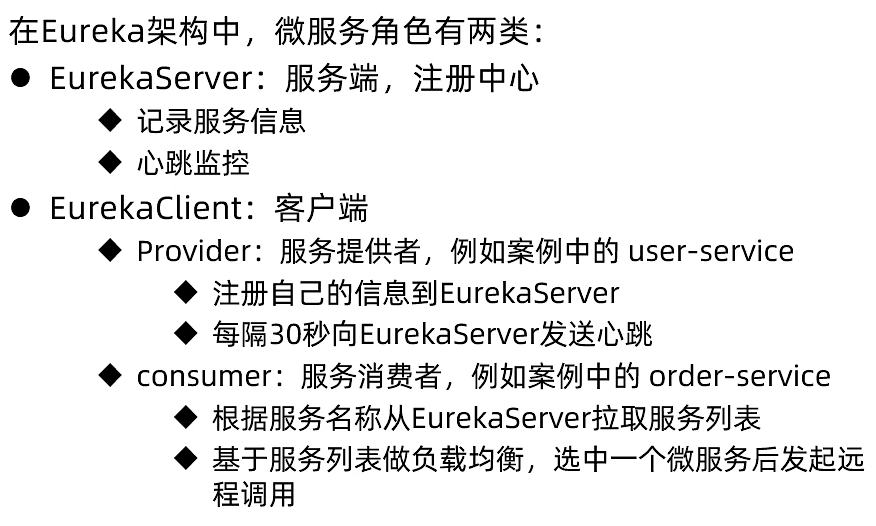 在Eureka架构中，微服务角色有两类：
● EurekaServer：服务端，注册中心
◆ 记录服务信息
◆ 心跳监控
● EurekaClient：客户端
◆ Provider：服务提供者，例如案例中的 user-service
◆ 注册自己的信息到EurekaServer
◆ 每隔30秒向EurekaServer发送心跳
◆ consumer：服务消费者，例如案例中的 order-service
◆ 根据服务名称从EurekaServer拉取服务列表
◆ 基于服务列表做负载均衡，选中一个微服务后发起远
程调用